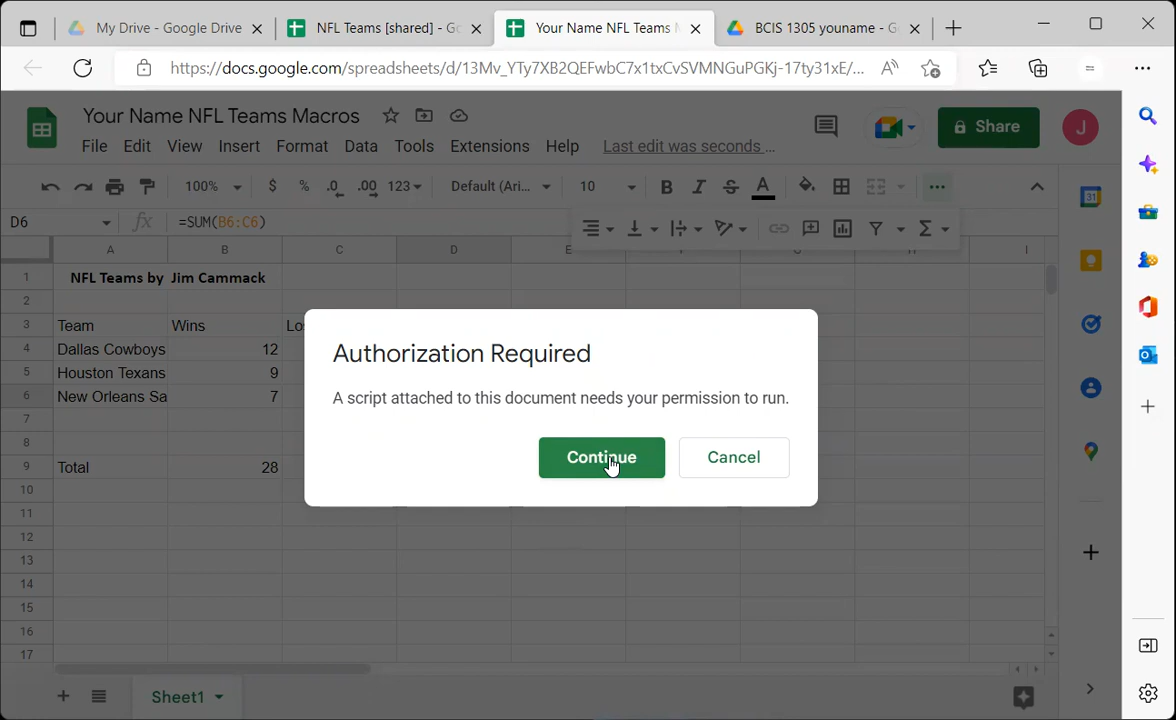 My Drive - Google Drive
NFL Teams [shared] - Go
Your Name NFL Teams M
BCIS 1305 youname - G
https://docs.google.com/spreadsheets/d/13Mv_YTy7XB2QEFwbC7x1txCvSVMNGuPGKj-17ty31xE/...
Your Name NFL Teams Macros
Share
J
File Edit View Insert Format Data Tools Extensions Help Last edit was seconds ...
100% $ % .0 .00 123 Default (Ari... 10 B I S A
D6 fx =SUM(B6:C6)
A B C D E F G H I
1 NFL Teams by Jim Cammack
2
3 Team Wins Lo
4 Dallas Cowboys 12
5 Houston Texans 9
6 New Orleans Sa 7
7
8
9 Total 28
10
11
12
13
14
15
16
17
Authorization Required
A script attached to this document needs your permission to run.
Continue Cancel
Sheet1
31